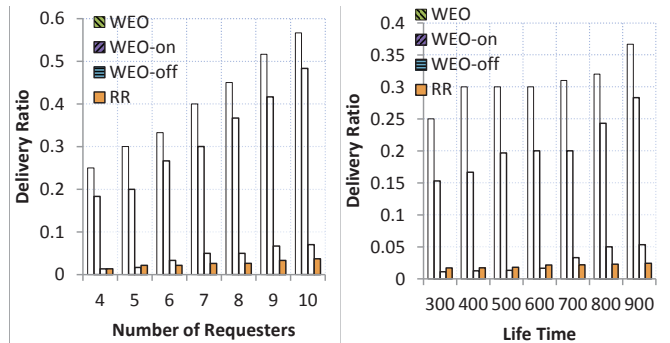 0.6
0.5
0.4
0.3
0.2
0.1
0
Delivery Ratio
WEO
WEO-on
WEO-off
RR
4 5 6 7 8 9 10
Number of Requesters
0.4
0.35
0.3
0.25
0.2
0.15
0.1
0.05
0
Delivery Ratio
WEO
WEO-on
WEO-off
RR
300 400 500 600 700 800 900
Life Time